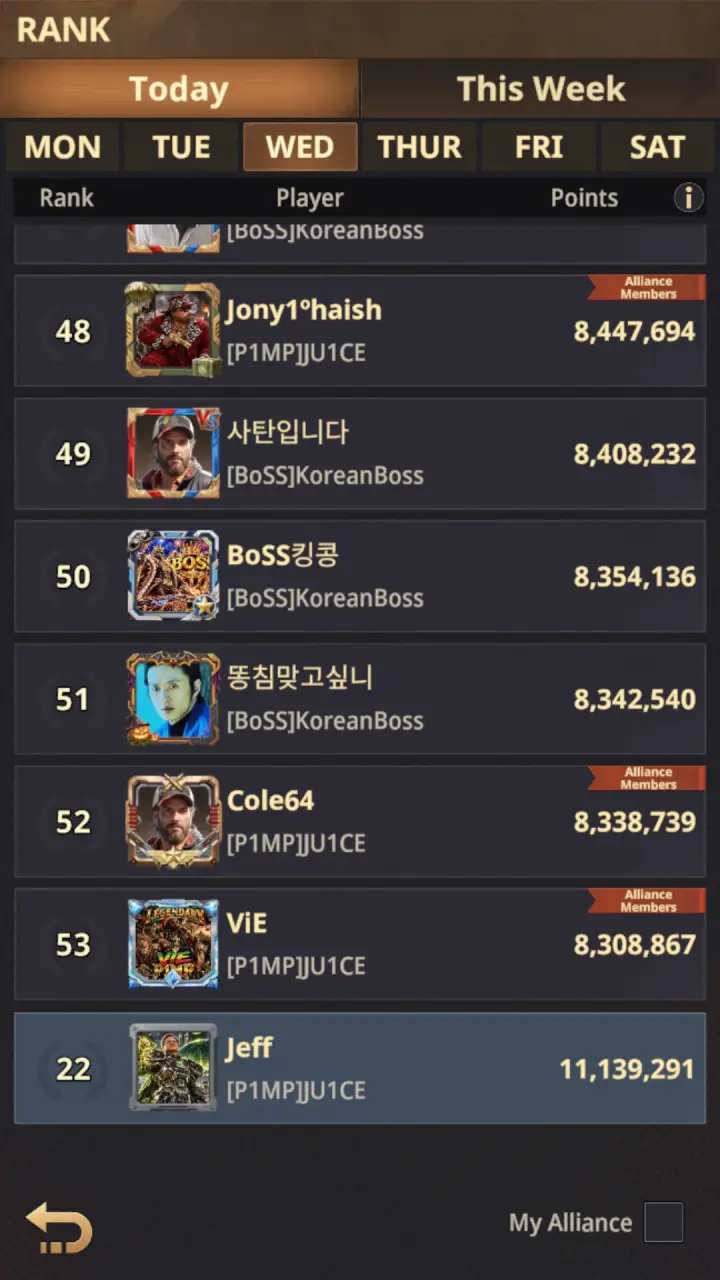 RANK
Today
This Week
MON TUE WED THUR FRI SAT
Rank Player Points i
[BoSS]KoreanBoss
Alliance
Members
48 Jony1ºhaish 8,447,694
[P1MP]JU1CE
49 사탄입니다 8,408,232
VS
[BoSS]KoreanBoss
50 BoSS킹콩 8,354,136
BOSS
[BoSS]KoreanBoss
51 똥침맞고싶니 8,342,540
[BoSS]KoreanBoss
Alliance
Members
52 Cole64 8,338,739
[P1MP]JU1CE
Alliance
Members
53 ViE 8,308,867
LEGENDARY
ViE
[P1MP]JU1CE
22 Jeff 11,139,291
[P1MP]JU1CE
My Alliance